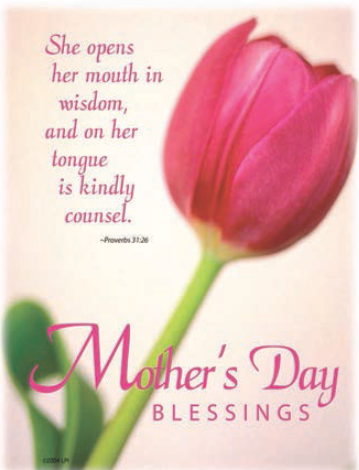 She opens
her mouth in
wisdom,
and on her
tongue
is kindly
counsel.
~Proverbs 31:26
Mother's Day
BLESSINGS